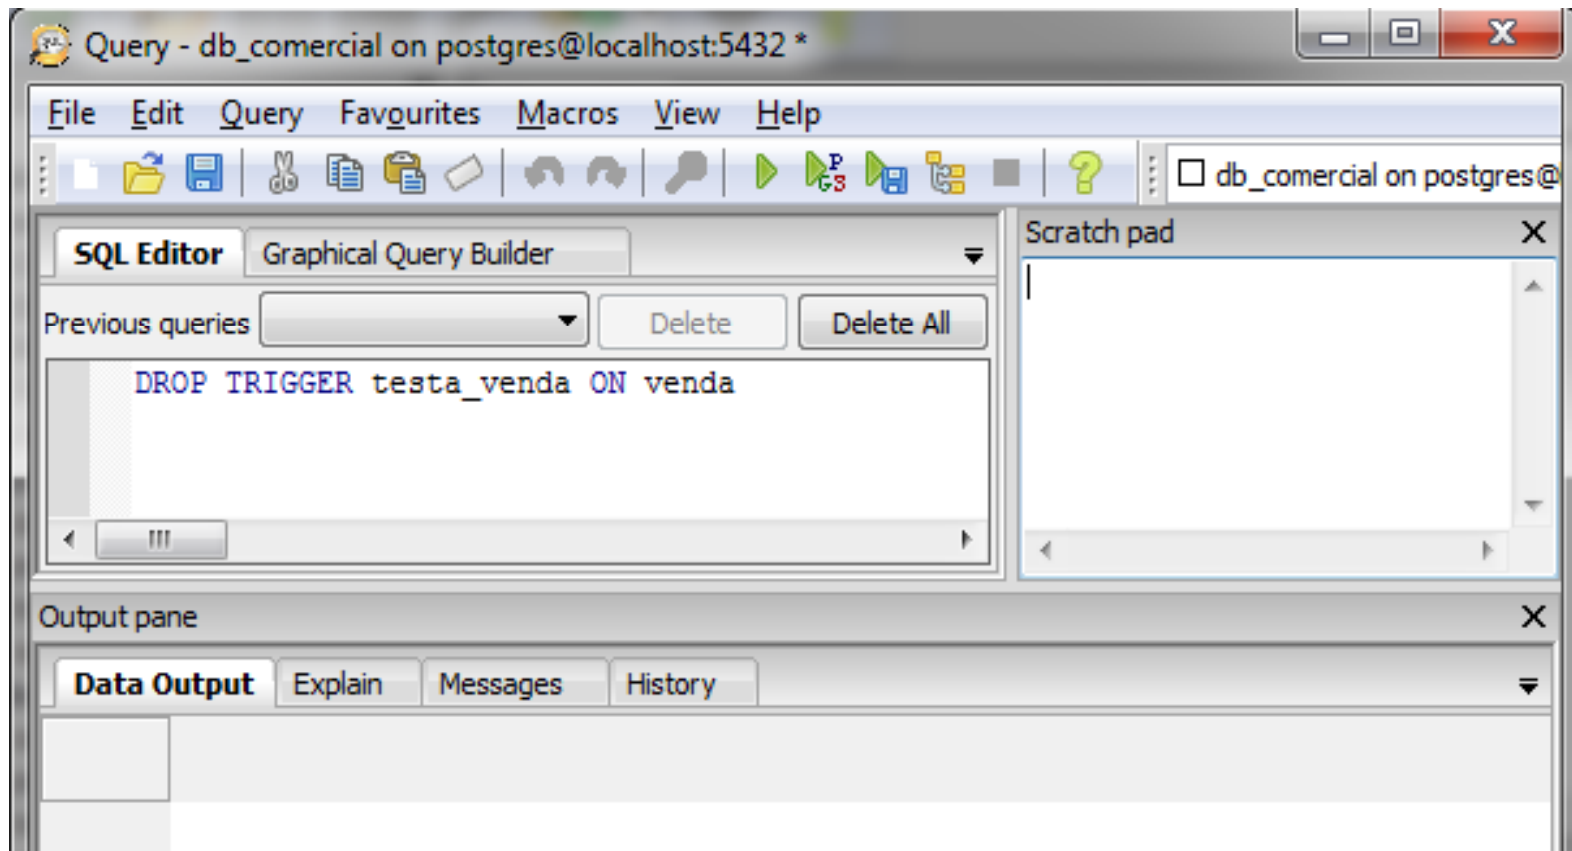 Query - db_comercial on postgres@localhost:5432 *
File Edit Query Favourites Macros View Help
db_comercial on postgres@
SQL Editor Graphical Query Builder
Previous queries Delete Delete All
DROP TRIGGER testa_venda ON venda
Scratch pad
Output pane
Data Output Explain Messages History